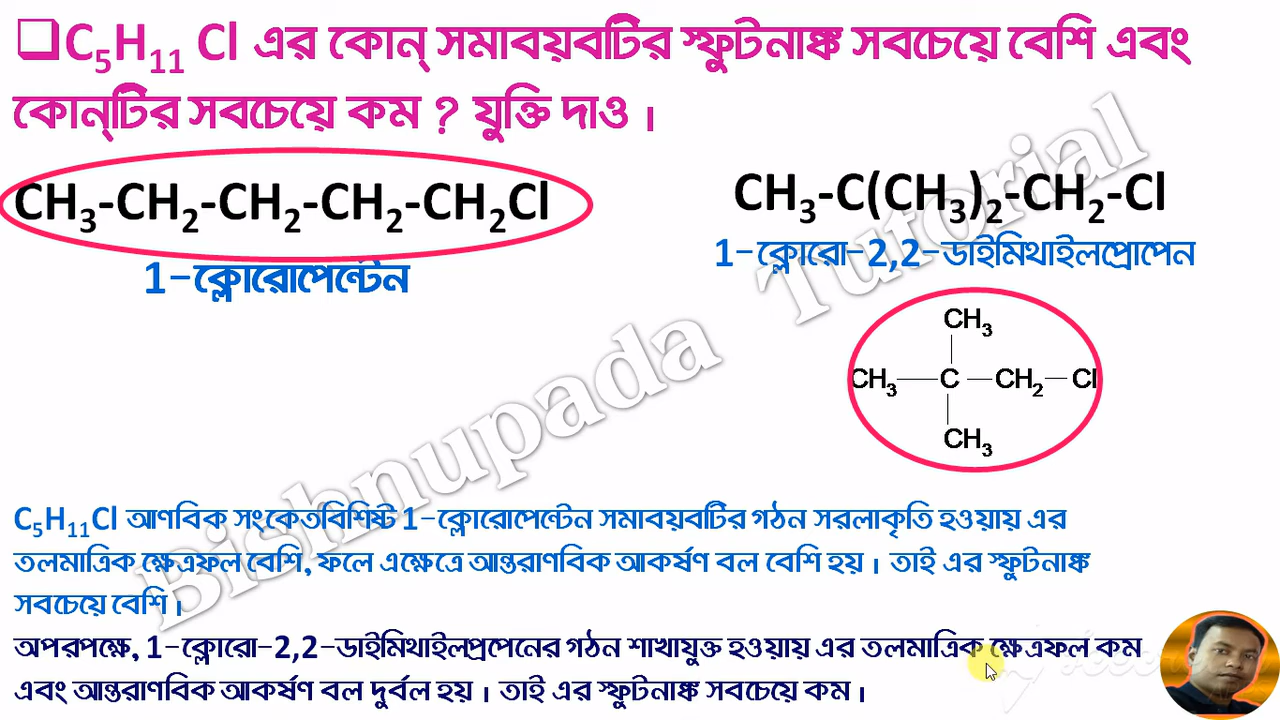 ❑C₅H₁₁ Cl এর কোন্ সমাবয়বটির স্ফুটনাঙ্ক সবচেয়ে বেশি এবং
কোন্‌টির সবচেয়ে কম ? যুক্তি দাও ।
CH₃-CH₂-CH₂-CH₂-CH₂Cl
1-ক্লোরোপেন্টেন
CH₃-C(CH₃)₂-CH₂-Cl
1-ক্লোরো-2,2-ডাইমিথাইলপ্রোপেন
CH₃
CH₃—C—CH₂—Cl
CH₃
Bishnupada Tutorial
C₅H₁₁Cl আণবিক সংকেতবিশিষ্ট 1-ক্লোরোপেন্টেন সমাবয়বটির গঠন সরলাকৃতি হওয়ায় এর
তলমাত্রিক ক্ষেত্রফল বেশি, ফলে এক্ষেত্রে আন্তরাণবিক আকর্ষণ বল বেশি হয় । তাই এর স্ফুটনাঙ্ক
সবচেয়ে বেশি ।
অপরপক্ষে, 1-ক্লোরো-2,2-ডাইমিথাইলপ্রপেনের গঠন শাখাযুক্ত হওয়ায় এর তলমাত্রিক ক্ষেত্রফল কম
এবং আন্তরাণবিক আকর্ষণ বল দুর্বল হয় । তাই এর স্ফুটনাঙ্ক সবচেয়ে কম ।